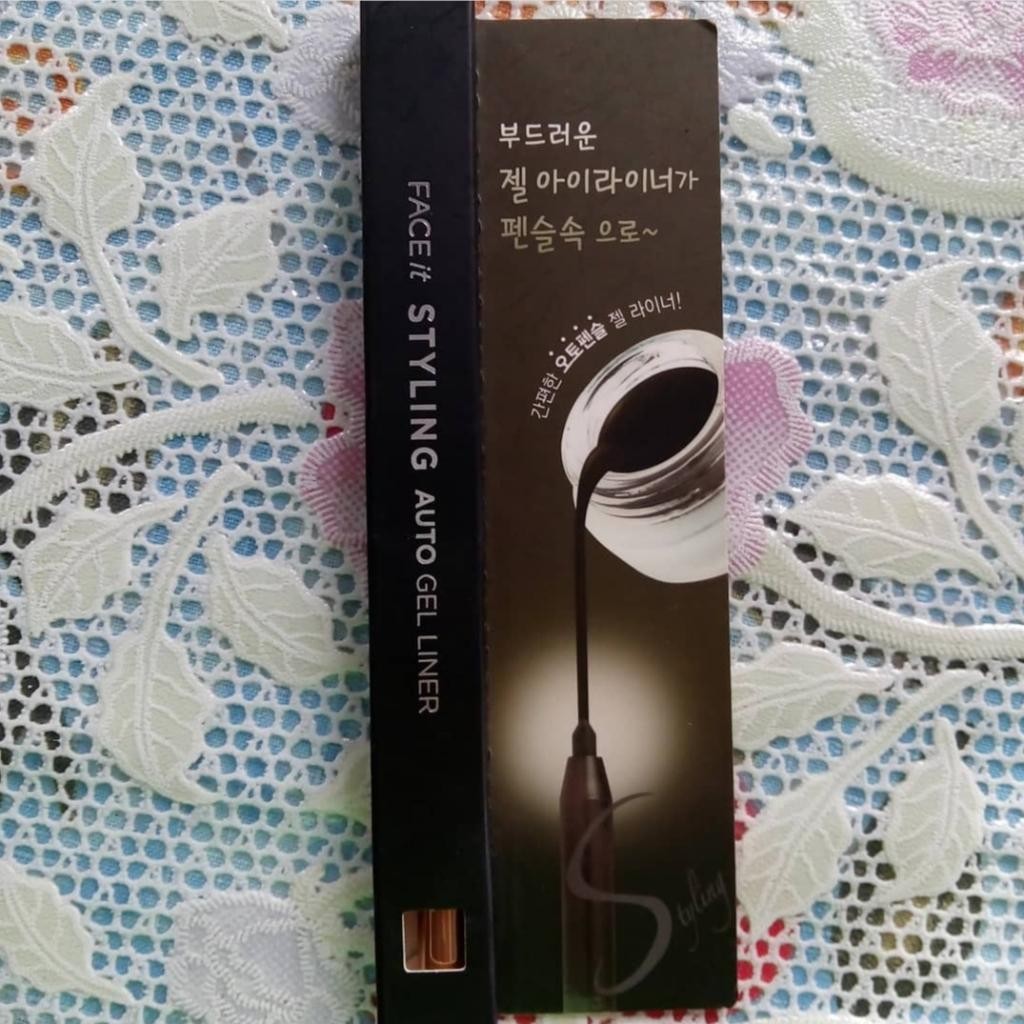 FACE it STYLING AUTO GEL LINER
부드러운
젤 아이라이너가
펜슬속 으로~
간편한 오토펜슬 젤 라이너!
Styling